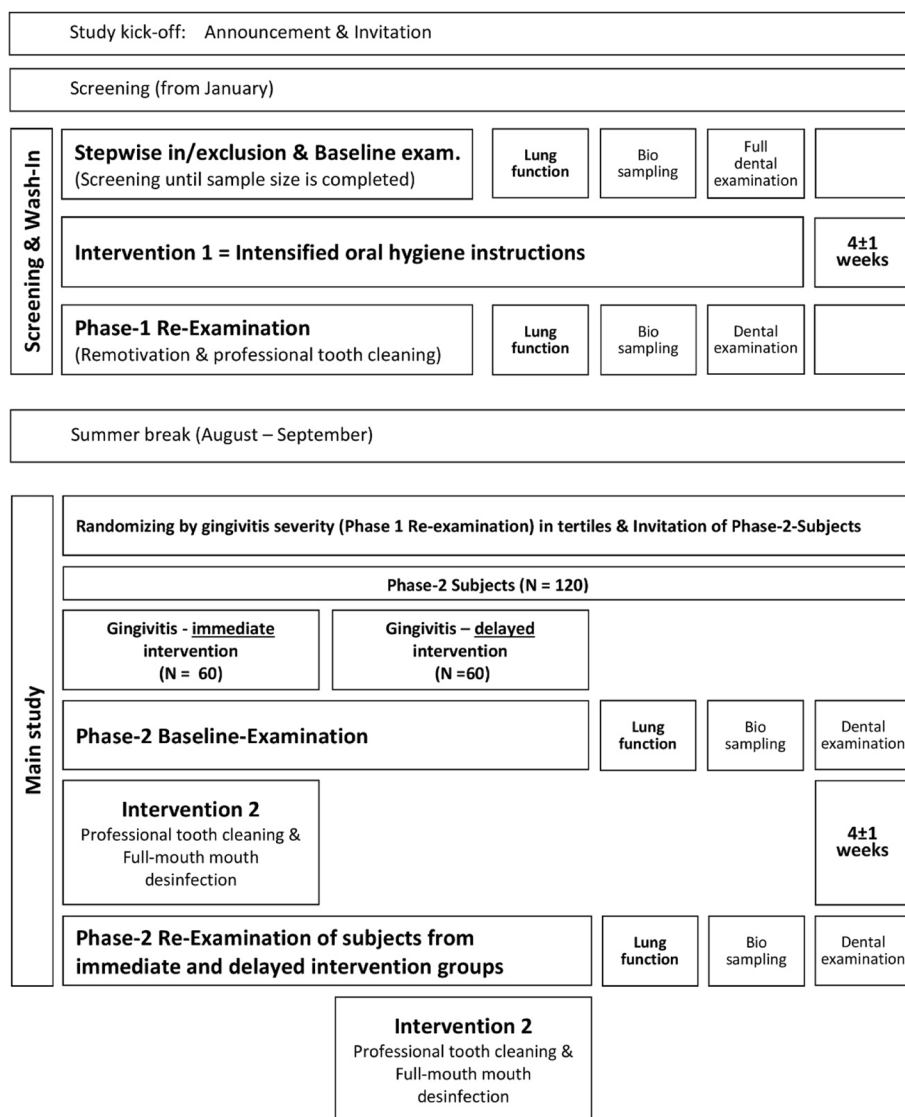 Study kick-off: Announcement & Invitation
Screening (from January)
Screening & Wash-In
Stepwise in/exclusion & Baseline exam.
(Screening until sample size is completed)
Lung
function
Bio
sampling
Full
dental
examination
Intervention 1 = Intensified oral hygiene instructions
4±1
weeks
Phase-1 Re-Examination
(Remotivation & professional tooth cleaning)
Lung
function
Bio
sampling
Dental
examination
Summer break (August – September)
Main study
Randomizing by gingivitis severity (Phase 1 Re-examination) in tertiles & Invitation of Phase-2-Subjects
Phase-2 Subjects (N = 120)
Gingivitis - immediate
intervention
(N = 60)
Gingivitis – delayed
intervention
(N =60)
Phase-2 Baseline-Examination
Lung
function
Bio
sampling
Dental
examination
Intervention 2
Professional tooth cleaning &
Full-mouth mouth
desinfection
4±1
weeks
Phase-2 Re-Examination of subjects from
immediate and delayed intervention groups
Lung
function
Bio
sampling
Dental
examination
Intervention 2
Professional tooth cleaning &
Full-mouth mouth
desinfection